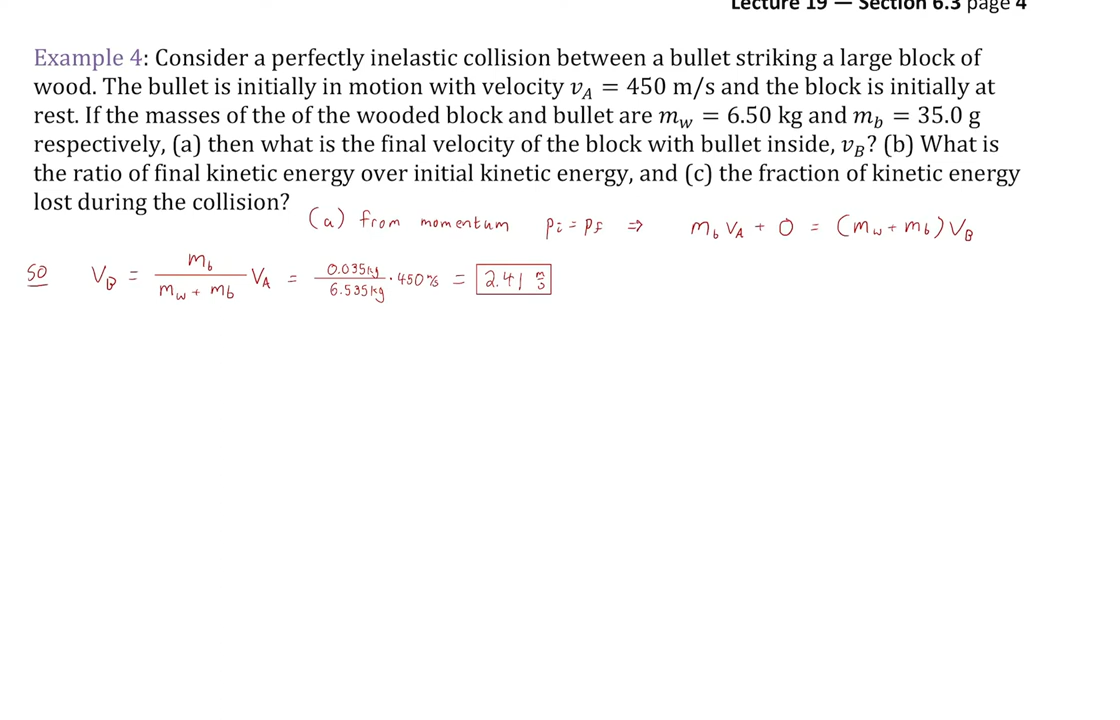 Lecture 19 — Section 6.3 page 4
Example 4: Consider a perfectly inelastic collision between a bullet striking a large block of
wood. The bullet is initially in motion with velocity v_A = 450 m/s and the block is initially at
rest. If the masses of the of the wooded block and bullet are m_w = 6.50 kg and m_b = 35.0 g
respectively, (a) then what is the final velocity of the block with bullet inside, v_B? (b) What is
the ratio of final kinetic energy over initial kinetic energy, and (c) the fraction of kinetic energy
lost during the collision?
(a) from momentum p_i = p_f ⇒ m_b V_A + 0 = (m_w + m_b) V_B
so V_B = m_b / (m_w + m_b) V_A = 0.035kg / 6.535kg · 450 m/s = 2.41 m/s